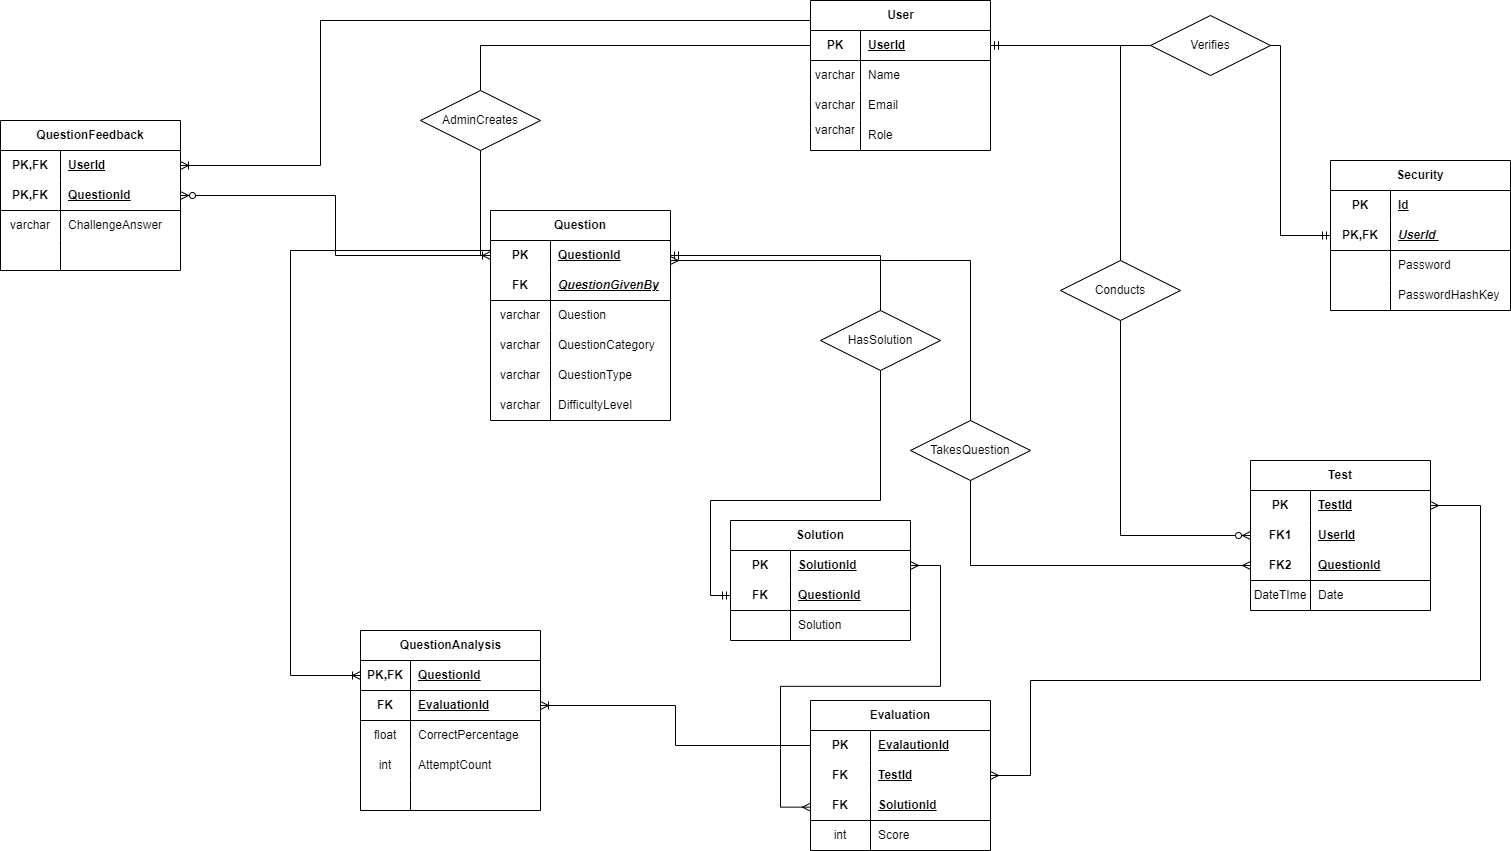 User
PK UserId
varchar Name
varchar Email
varchar Role
Verifies
AdminCreates
QuestionFeedback
PK,FK UserId
PK,FK QuestionId
varchar ChallengeAnswer
Security
PK Id
PK,FK UserId
Password
PasswordHashKey
Question
PK QuestionId
FK QuestionGivenBy
varchar Question
varchar QuestionCategory
varchar QuestionType
varchar DifficultyLevel
Conducts
HasSolution
TakesQuestion
Test
PK TestId
FK1 UserId
FK2 QuestionId
DateTIme Date
Solution
PK SolutionId
FK QuestionId
Solution
QuestionAnalysis
PK,FK QuestionId
FK EvaluationId
float CorrectPercentage
int AttemptCount
Evaluation
PK EvalautionId
FK TestId
FK SolutionId
int Score